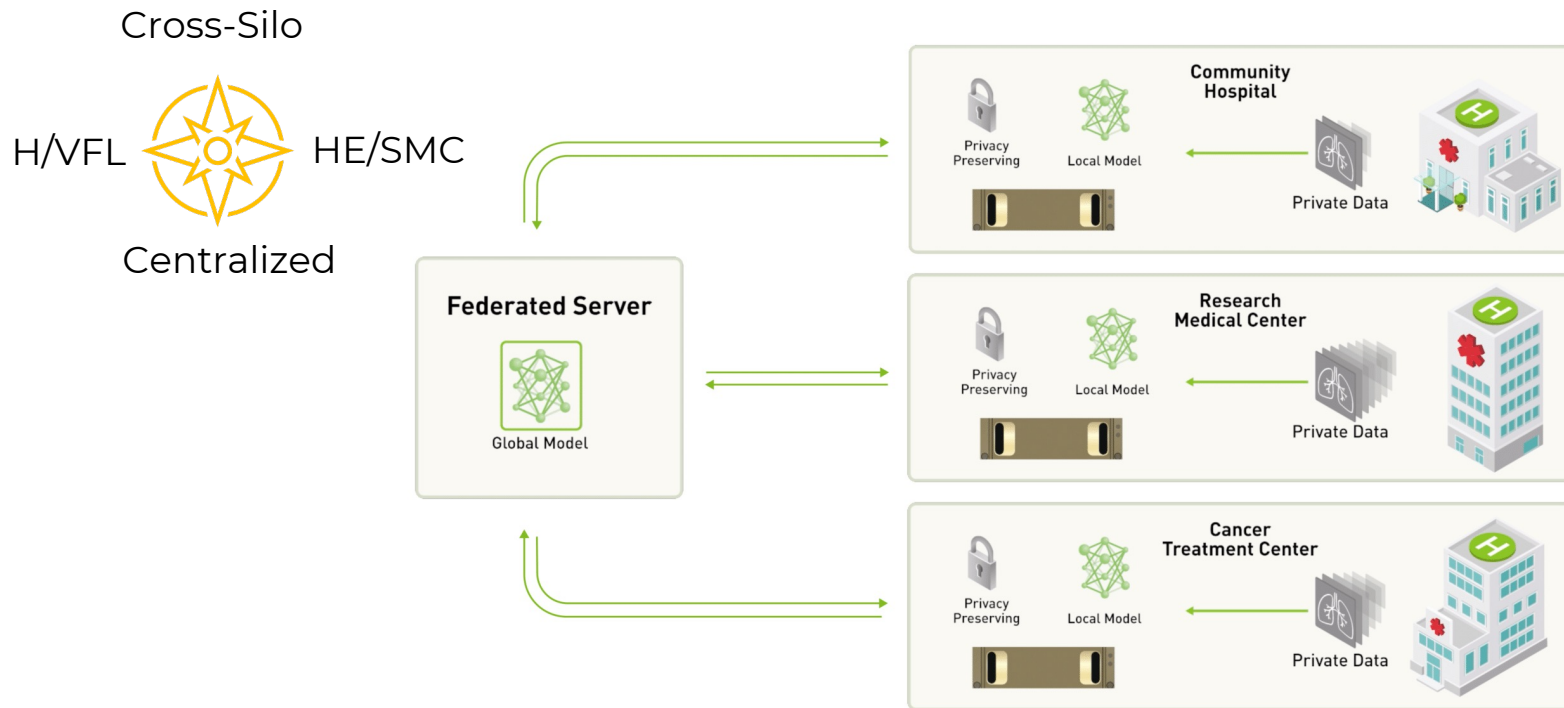 Cross-Silo
H/VFL
HE/SMC
Centralized
Federated Server
Global Model
Community
Hospital
Privacy
Preserving
Local Model
Private Data
H
Research
Medical Center
Privacy
Preserving
Local Model
Private Data
H
Cancer
Treatment Center
Privacy
Preserving
Local Model
Private Data
H